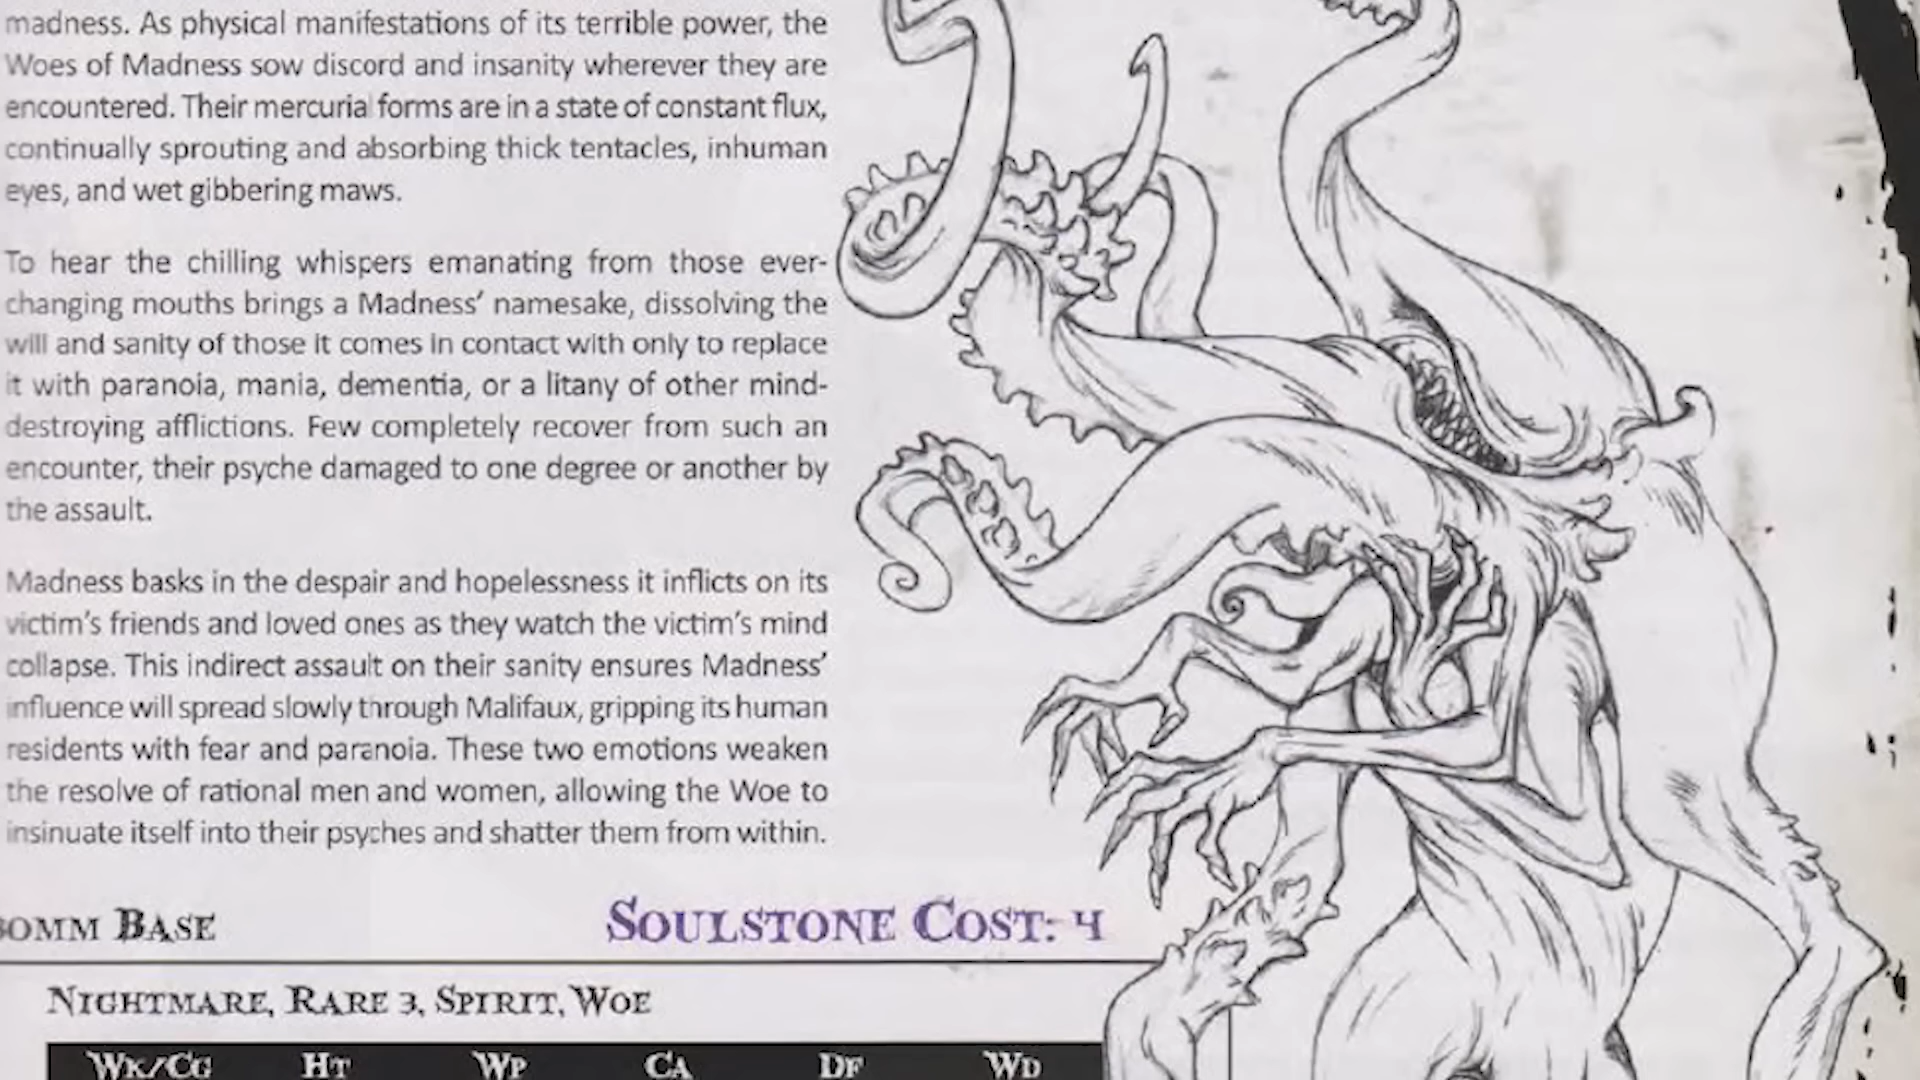 madness. As physical manifestations of its terrible power, the
Woes of Madness sow discord and insanity wherever they are
encountered. Their mercurial forms are in a state of constant flux,
continually sprouting and absorbing thick tentacles, inhuman
eyes, and wet gibbering maws.
To hear the chilling whispers emanating from those ever-
changing mouths brings a Madness’ namesake, dissolving the
will and sanity of those it comes in contact with only to replace
it with paranoia, mania, dementia, or a litany of other mind-
destroying afflictions. Few completely recover from such an
encounter, their psyche damaged to one degree or another by
the assault.
Madness basks in the despair and hopelessness it inflicts on its
victim’s friends and loved ones as they watch the victim’s mind
collapse. This indirect assault on their sanity ensures Madness’
influence will spread slowly through Malifaux, gripping its human
residents with fear and paranoia. These two emotions weaken
the resolve of rational men and women, allowing the Woe to
insinuate itself into their psyches and shatter them from within.
Base Soulstone Cost: 4
Nightmare, Rare 3, Spirit, Woe
Wk/Cg Ht Wp Ca Df Wd